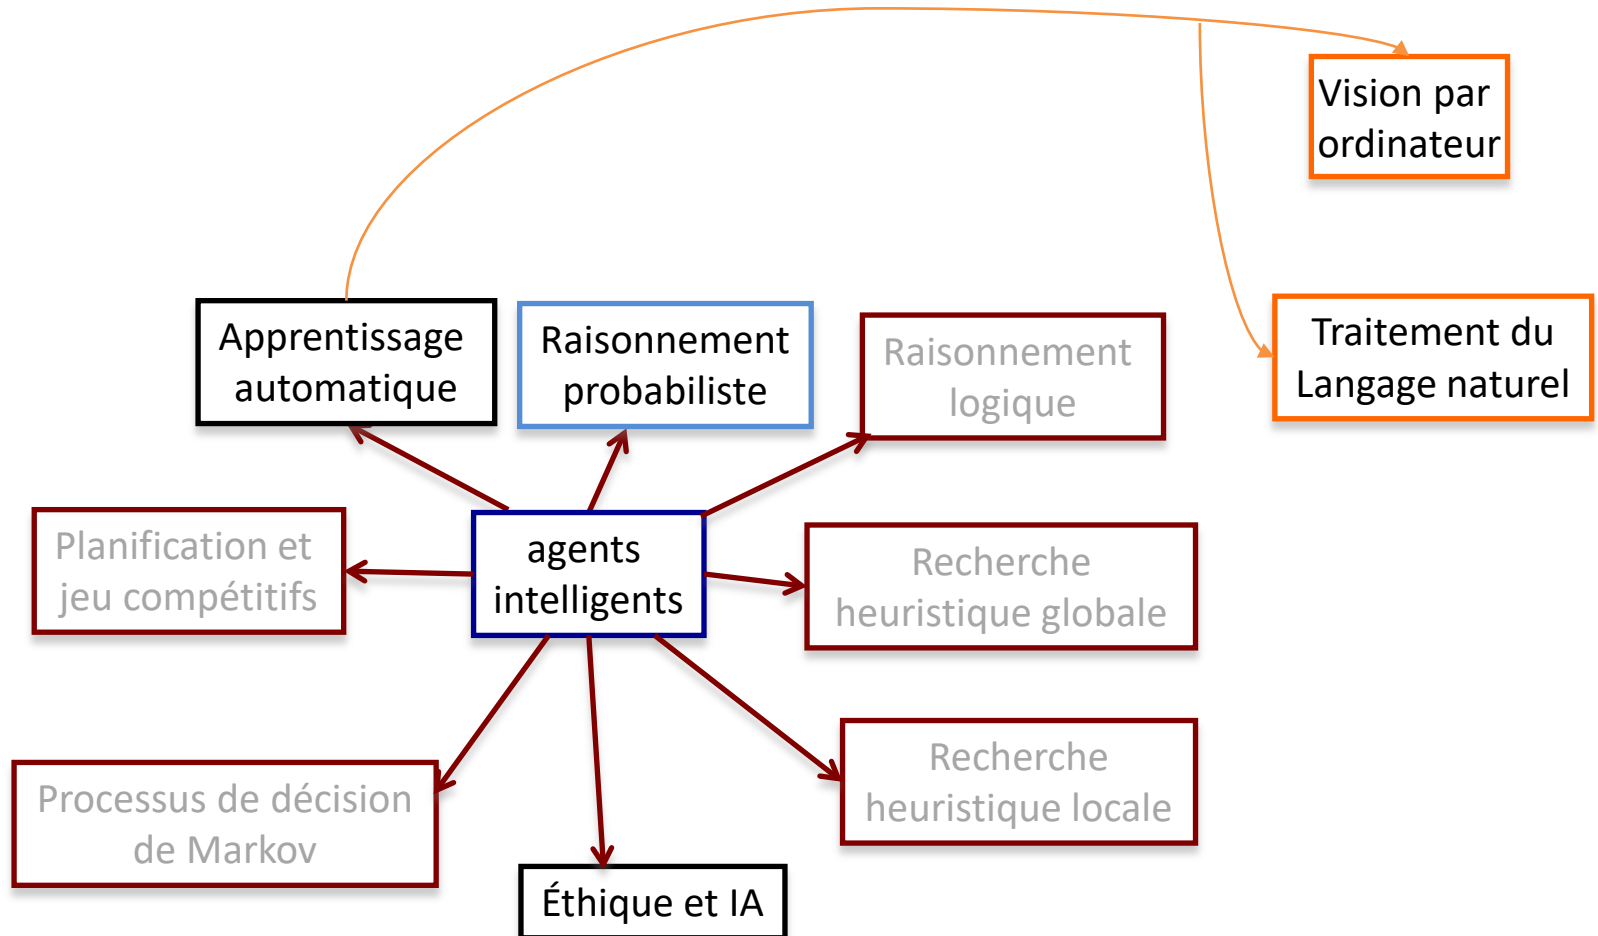 Vision par
ordinateur
Apprentissage
automatique
Raisonnement
probabiliste
Raisonnement
logique
Traitement du
Langage naturel
Planification et
jeu compétitifs
agents
intelligents
Recherche
heuristique globale
Processus de décision
de Markov
Recherche
heuristique locale
Éthique et IA